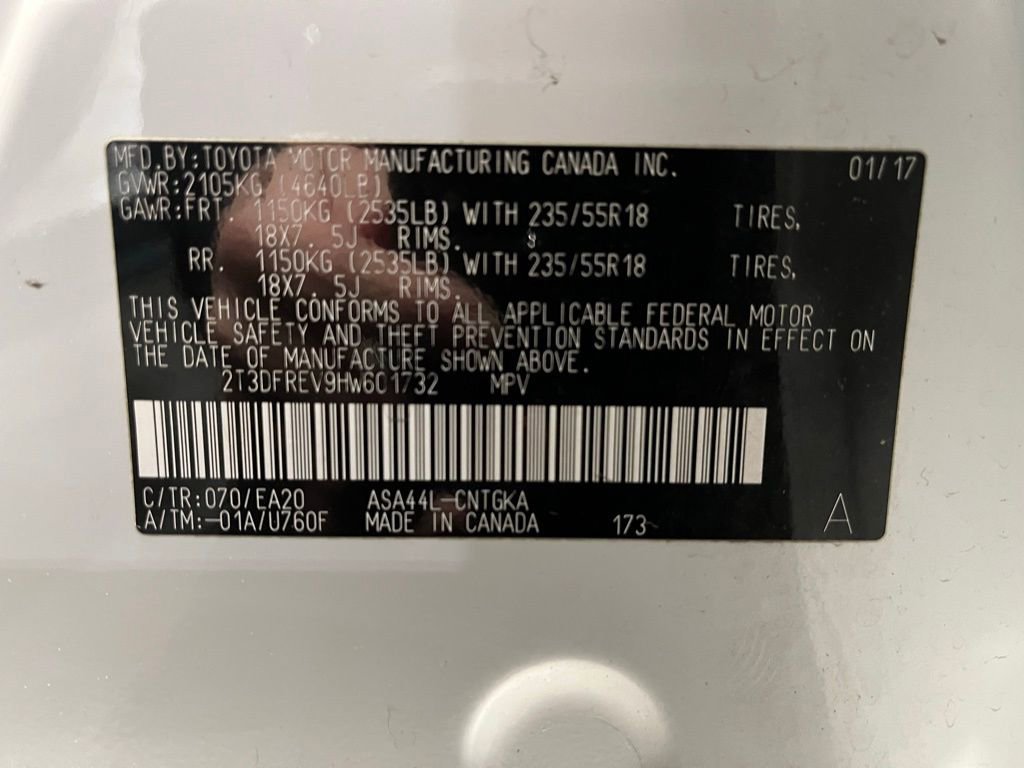 MFD.BY:TOYOTA MOTOR MANUFACTURING CANADA INC. 01/17
GVWR:2105KG (4640LB)
GAWR:FRT. 1150KG (2535LB) WITH 235/55R18 TIRES,
18X7. 5J RIMS.
RR. 1150KG (2535LB) WITH 235/55R18 TIRES,
18X7. 5J RIMS.
THIS VEHICLE CONFORMS TO ALL APPLICABLE FEDERAL MOTOR
VEHICLE SAFETY AND THEFT PREVENTION STANDARDS IN EFFECT ON
THE DATE OF MANUFACTURE SHOWN ABOVE.
2T3DFREV9HW601732 MPV
C/TR:070/EA20 ASA44L-CNTGKA
A/TM:-01A/U760F MADE IN CANADA 173 A